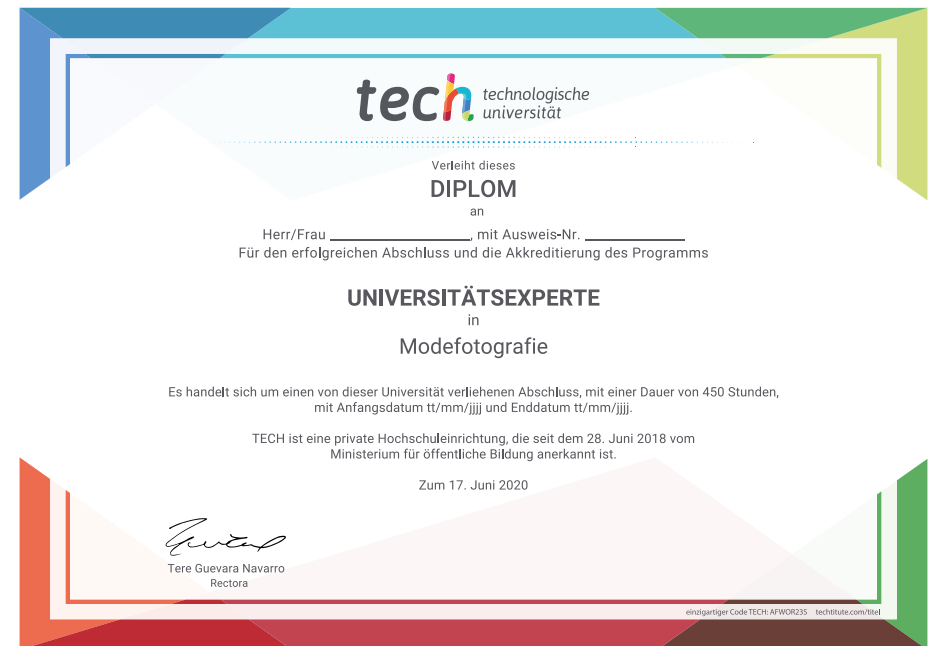 tech technologische
universität
Verleiht dieses
DIPLOM
an
Herr/Frau ____________________, mit Ausweis-Nr. ______________
Für den erfolgreichen Abschluss und die Akkreditierung des Programms
UNIVERSITÄTSEXPERTE
in
Modefotografie
Es handelt sich um einen von dieser Universität verliehenen Abschluss, mit einer Dauer von 450 Stunden,
mit Anfangsdatum tt/mm/jjjj und Enddatum tt/mm/jjjj.
TECH ist eine private Hochschuleinrichtung, die seit dem 28. Juni 2018 vom
Ministerium für öffentliche Bildung anerkannt ist.
Zum 17. Juni 2020
Tere Guevara Navarro
Rectora
einzigartiger Code TECH: AFWOR23S techtitute.com/titel